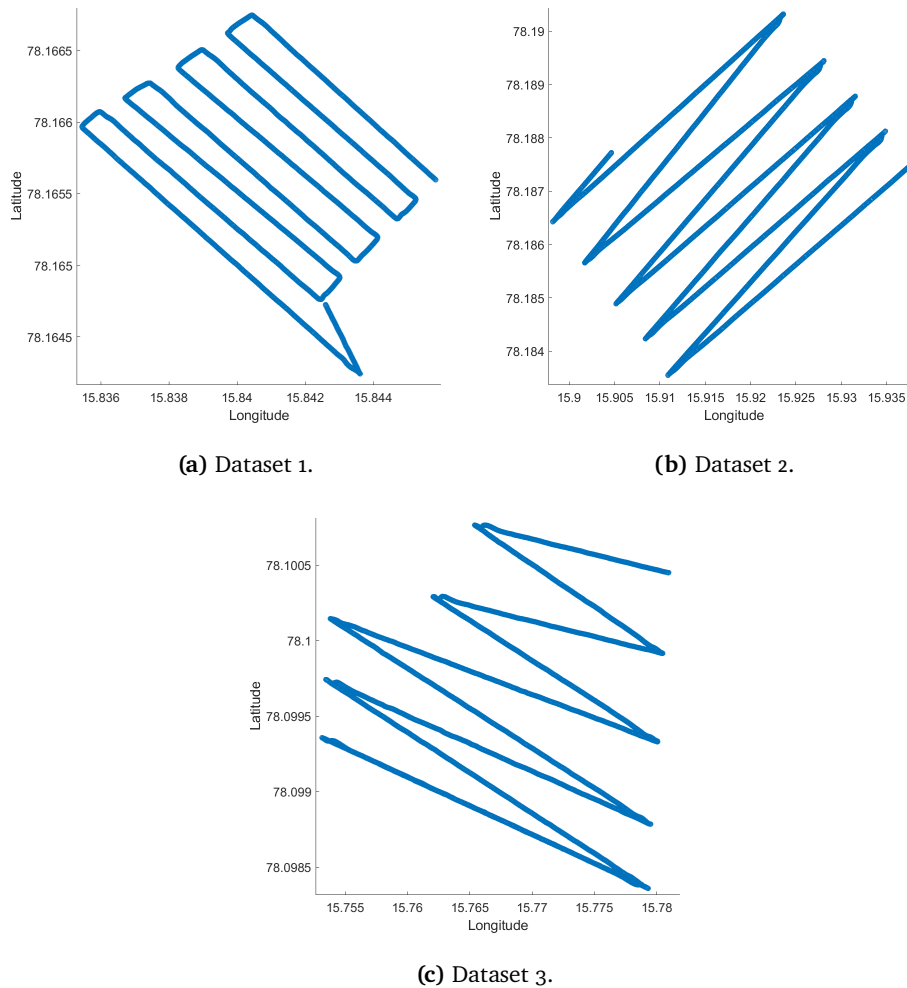 78.1665
78.166
78.1655
78.165
78.1645
Latitude
15.836 15.838 15.84 15.842 15.844
Longitude
(a) Dataset 1.
78.19
78.189
78.188
78.187
78.186
78.185
78.184
Latitude
15.9 15.905 15.91 15.915 15.92 15.925 15.93 15.935
Longitude
(b) Dataset 2.
78.1005
78.1
78.0995
78.099
78.0985
Latitude
15.755 15.76 15.765 15.77 15.775 15.78
Longitude
(c) Dataset 3.